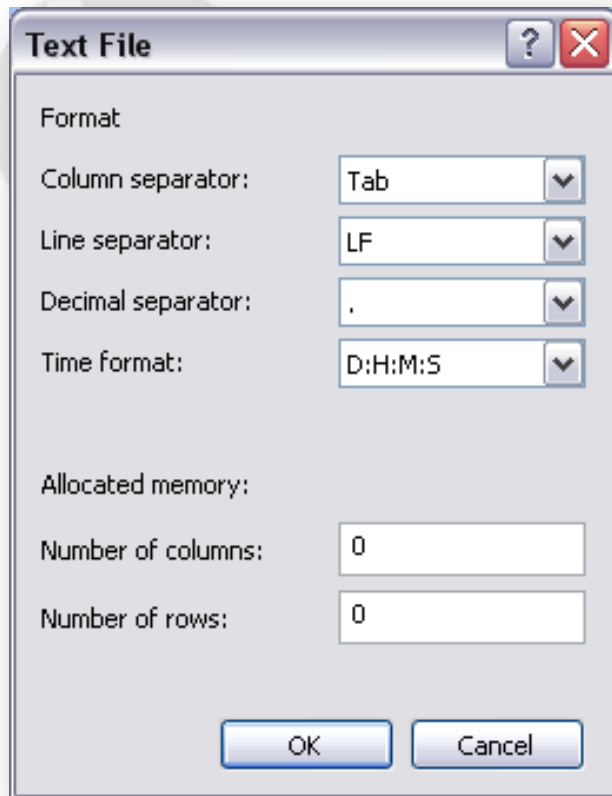 Text File
Format
Column separator: Tab
Line separator: LF
Decimal separator: .
Time format: D:H:M:S
Allocated memory:
Number of columns: 0
Number of rows: 0
OK Cancel